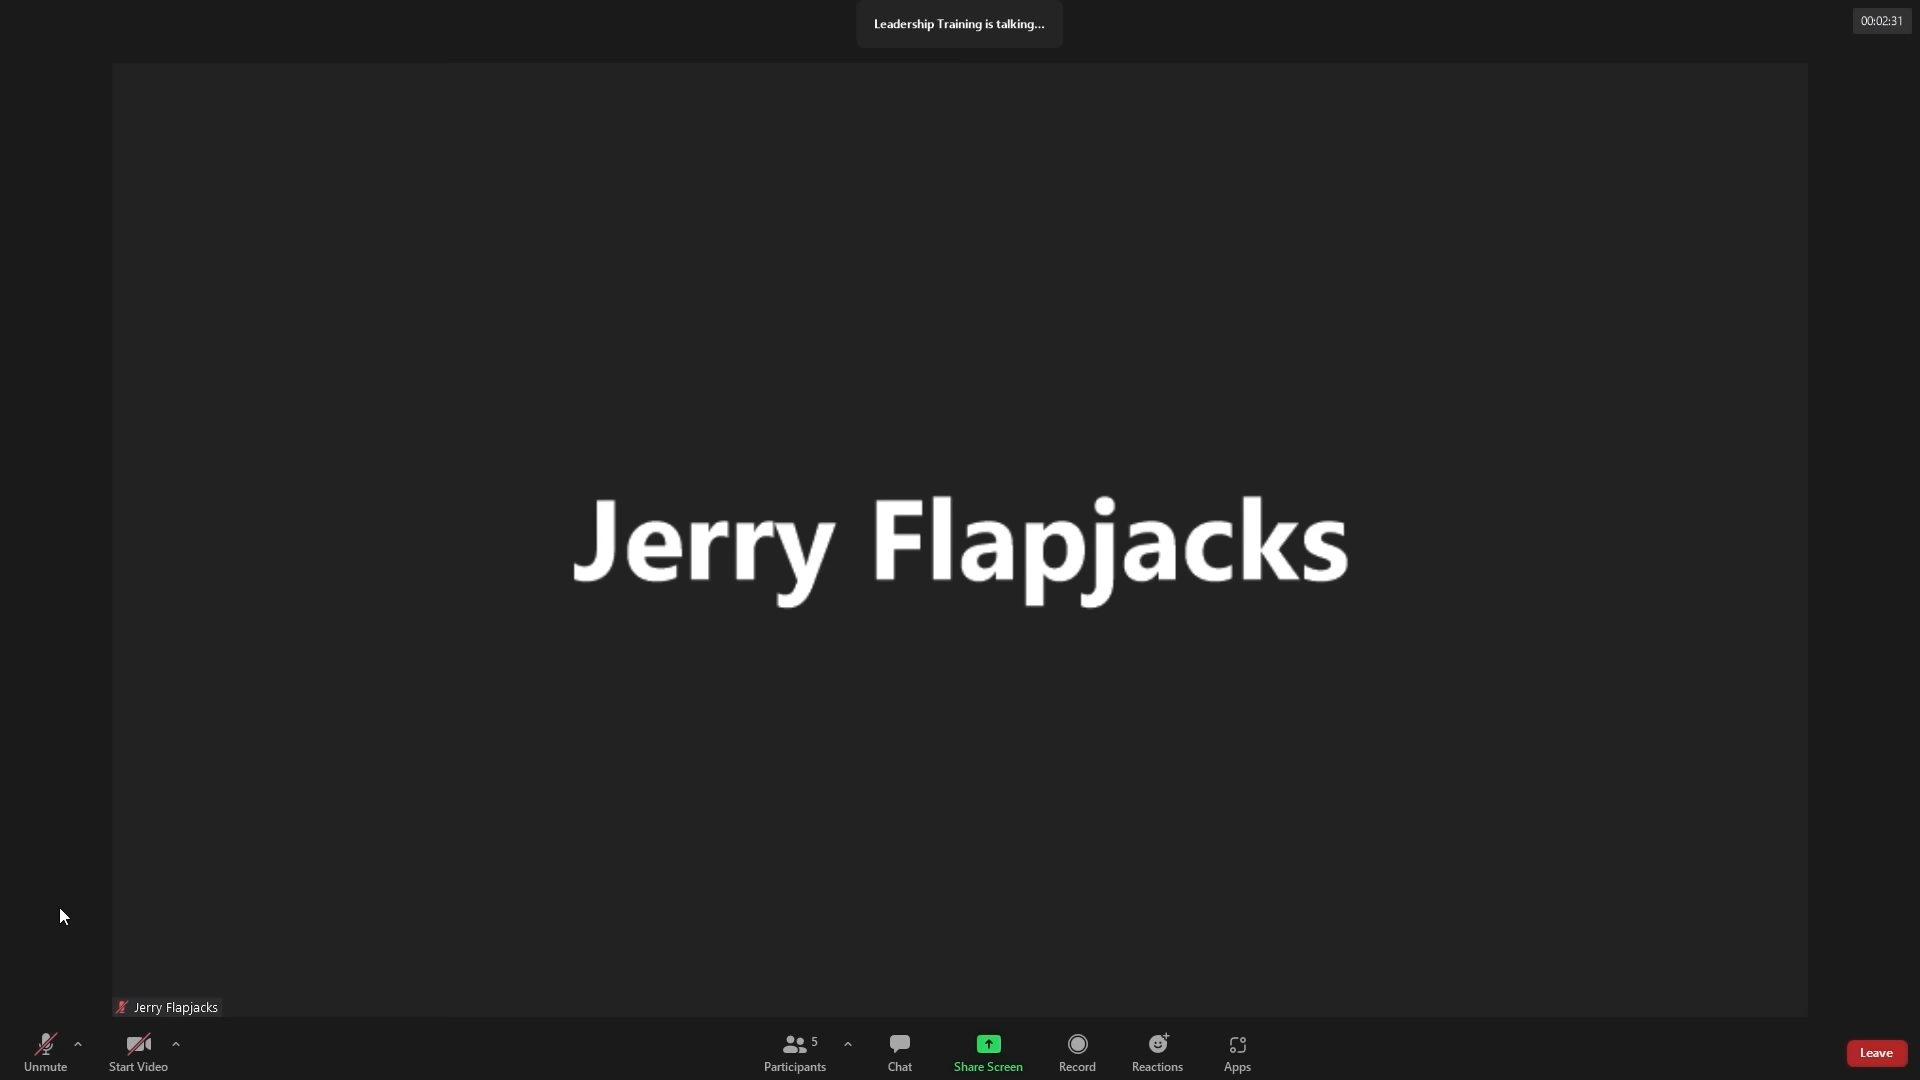 Leadership Training is talking...
00:02:31
Jerry Flapjacks
Jerry Flapjacks
Unmute
Start Video
5
Participants
Chat
Share Screen
Record
Reactions
Apps
Leave